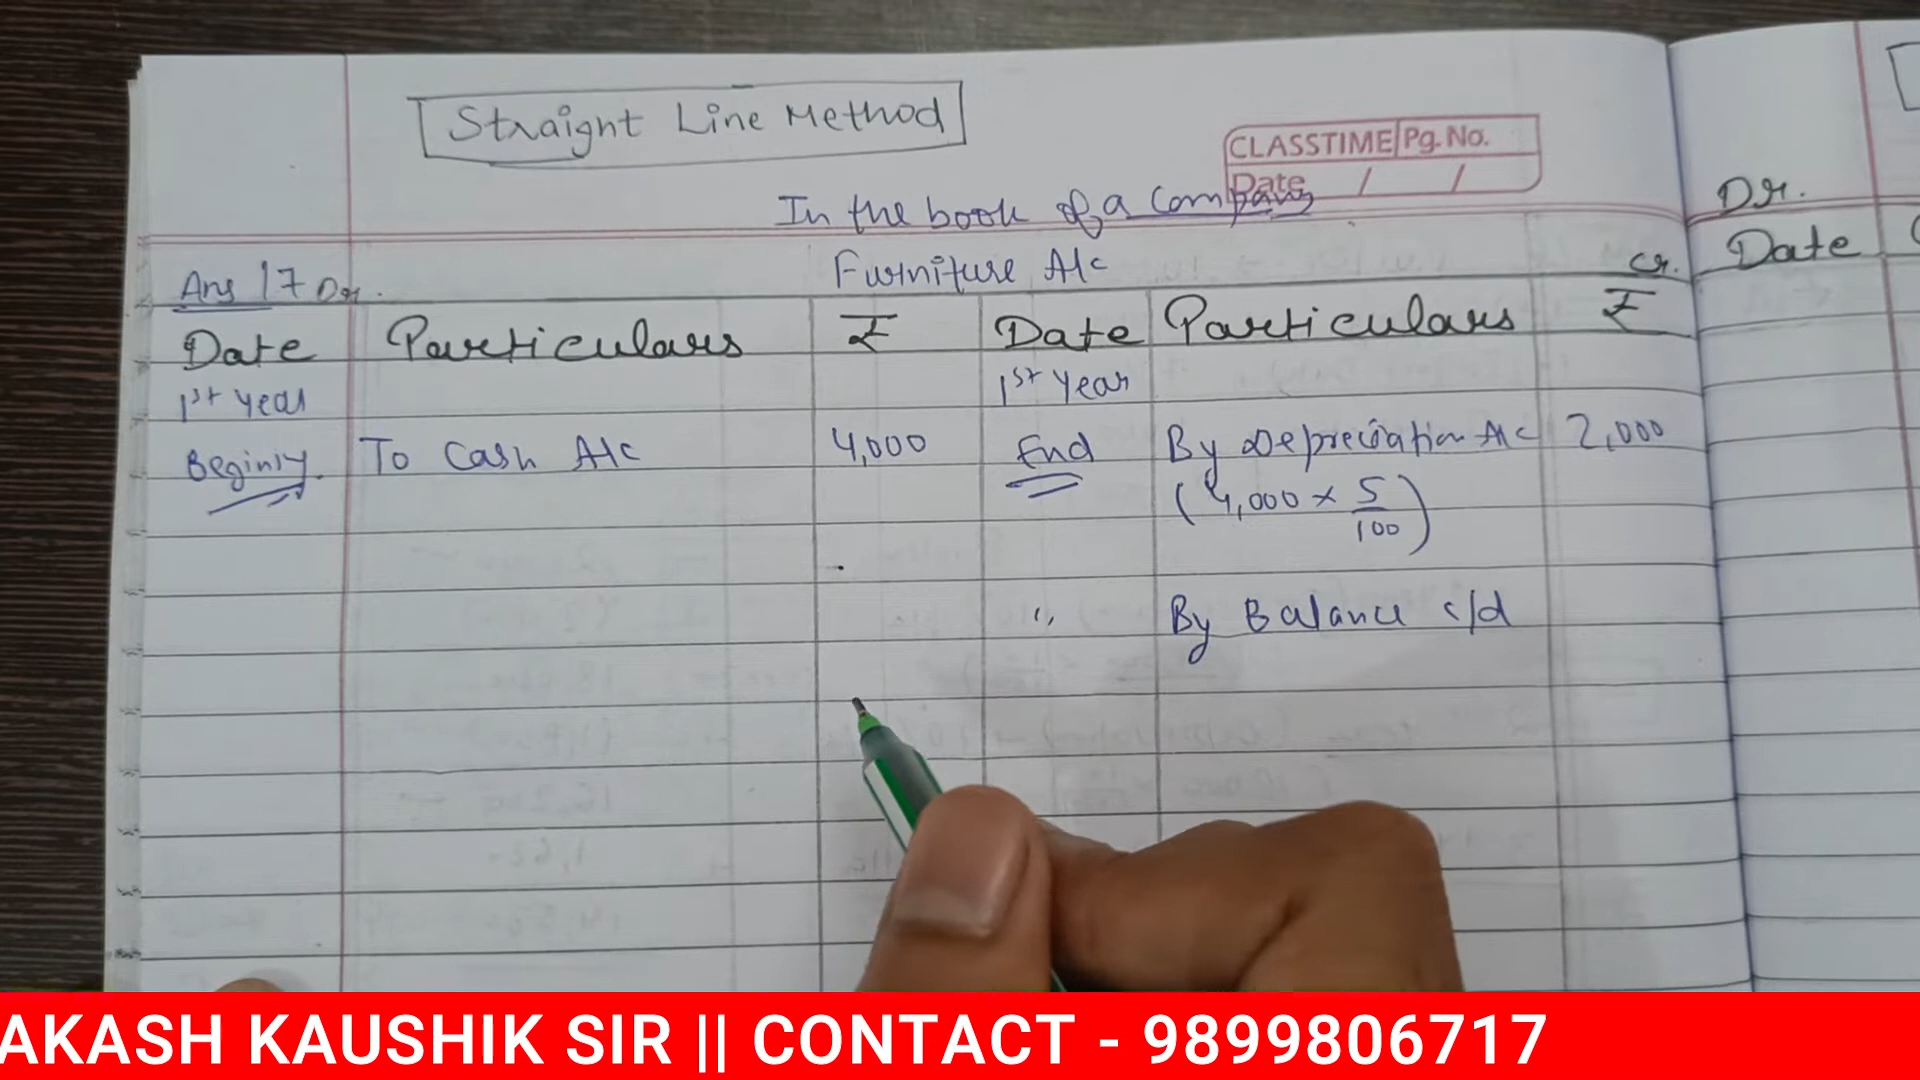 Straight Line Method
CLASSTIME Pg. No.
Date / /
In the book of a Company
Ans 17 Dr. Furniture A/c Cr.
Date Particulars ₹ Date Particulars ₹
1st year 1st year
Beginiy To Cash A/c 4,000 End By Depreciation A/c 2,000
(4,000 × 5/100)
" By Balance c/d
Dr.
Date
AKASH KAUSHIK SIR || CONTACT - 9899806717